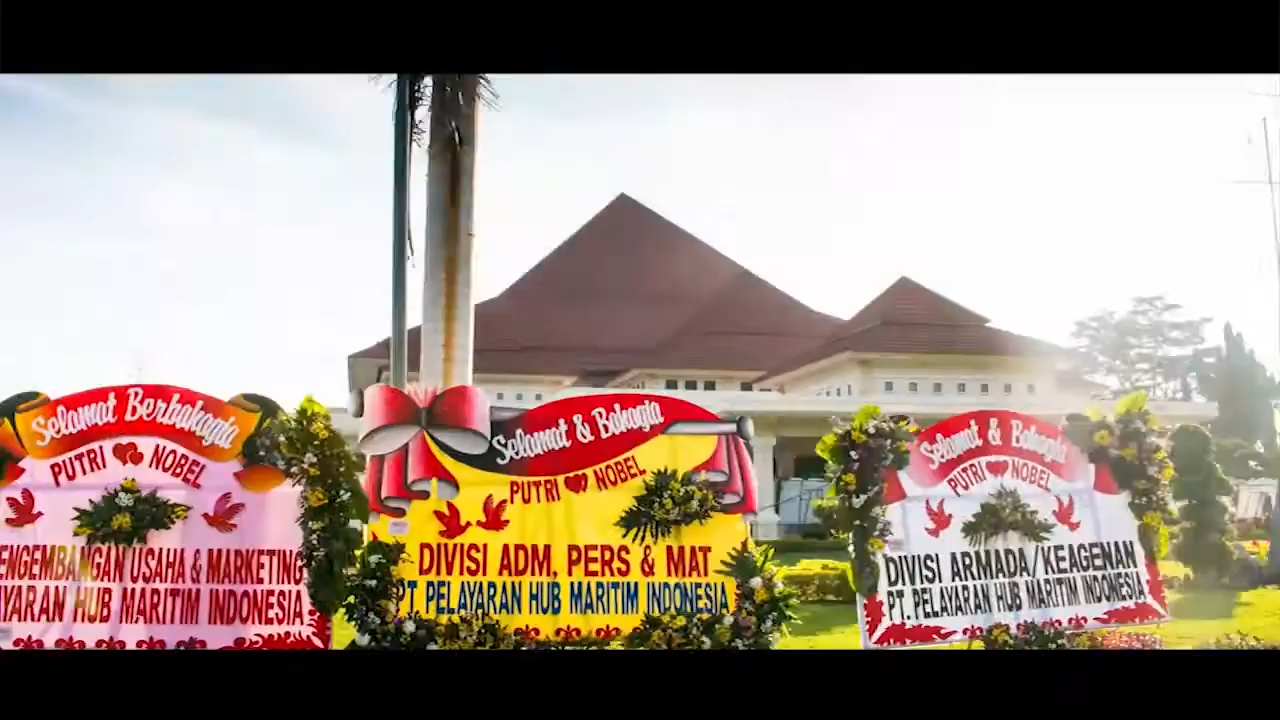 Selamat Berbahagia
PUTRI NOBEL
ENGEMBANGAN USAHA & MARKETING
YARAN HUB MARITIM INDONESIA
Selamat & Bahagia
PUTRI NOBEL
DIVISI ADM, PERS & MAT
PT. PELAYARAN HUB MARITIM INDONESIA
Selamat & Bahagia
PUTRI NOBEL
DIVISI ARMADA/KEAGENAN
PT. PELAYARAN HUB MARITIM INDONESIA